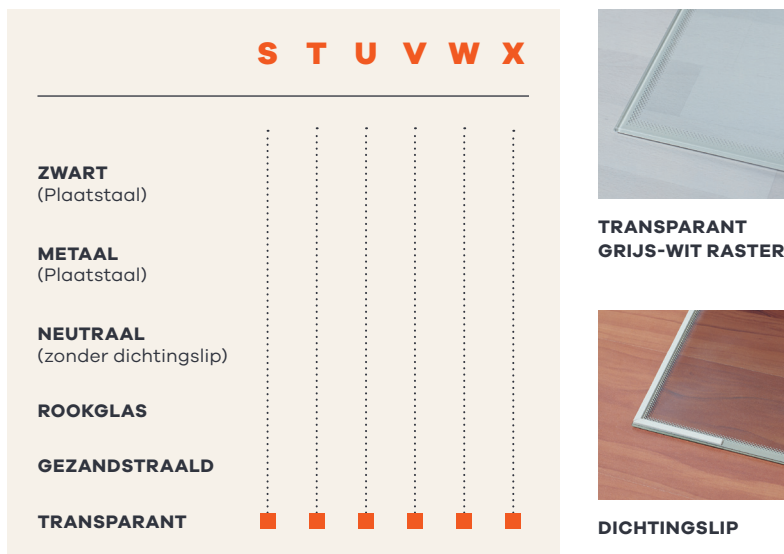 S T U V W X
ZWART
(Plaatstaal)
METAAL
(Plaatstaal)
NEUTRAAL
(zonder dichtingslip)
ROOKGLAS
GEZANDSTRAALD
TRANSPARANT
TRANSPARANT
GRIJS-WIT RASTER
DICHTINGSLIP